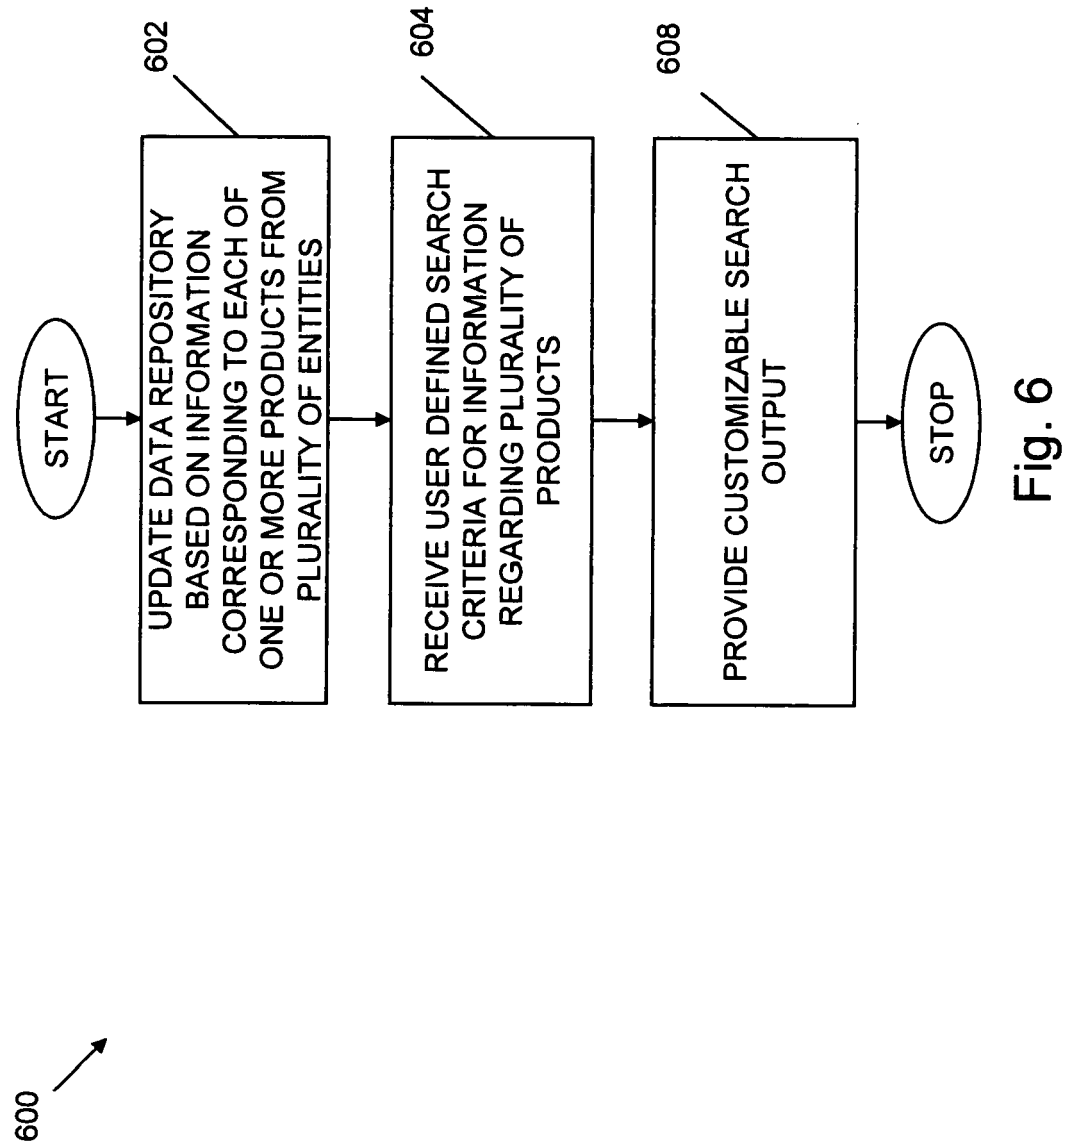 600
START
602
UPDATE DATA REPOSITORY
BASED ON INFORMATION
CORRESPONDING TO EACH OF
ONE OR MORE PRODUCTS FROM
PLURALITY OF ENTITIES
604
RECEIVE USER DEFINED SEARCH
CRITERIA FOR INFORMATION
REGARDING PLURALITY OF
PRODUCTS
608
PROVIDE CUSTOMIZABLE SEARCH
OUTPUT
STOP
Fig. 6